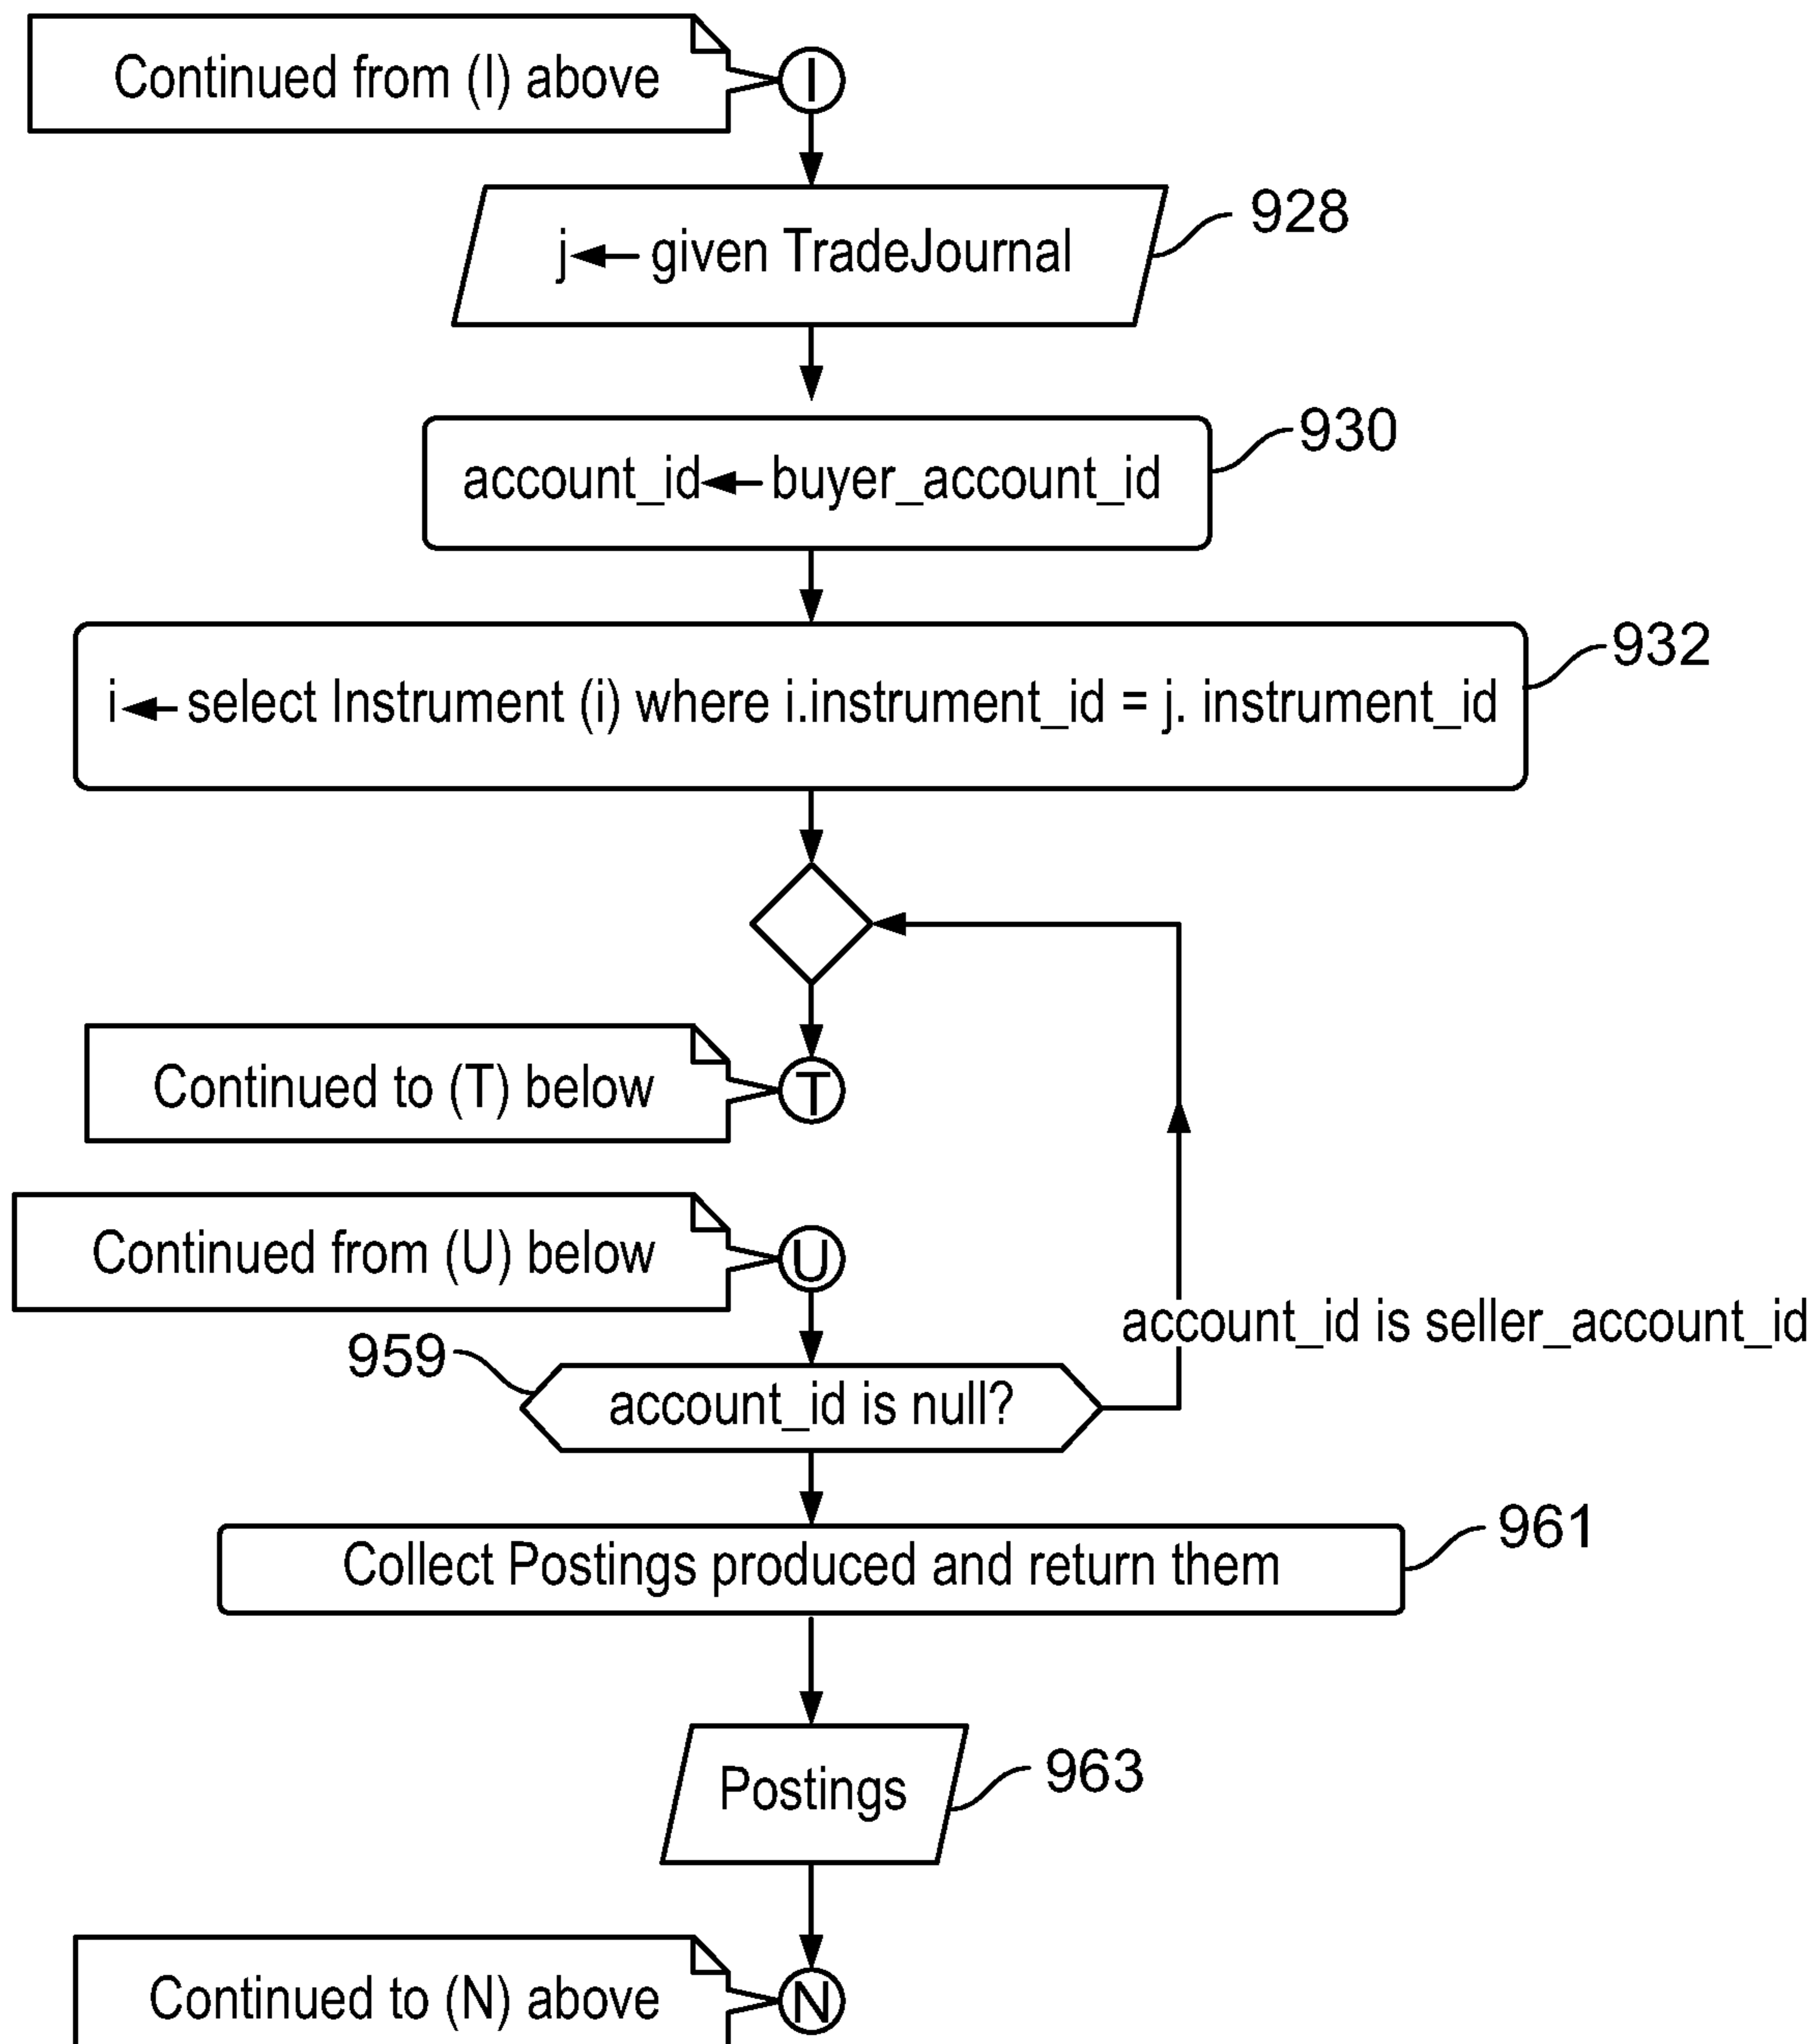 Continued from (I) above
I
j← given TradeJournal
928
account_id← buyer_account_id
930
i← select Instrument (i) where i.instrument_id = j. instrument_id
932
Continued to (T) below
T
Continued from (U) below
U
account_id is seller_account_id
959
account_id is null?
Collect Postings produced and return them
961
Postings
963
Continued to (N) above
N